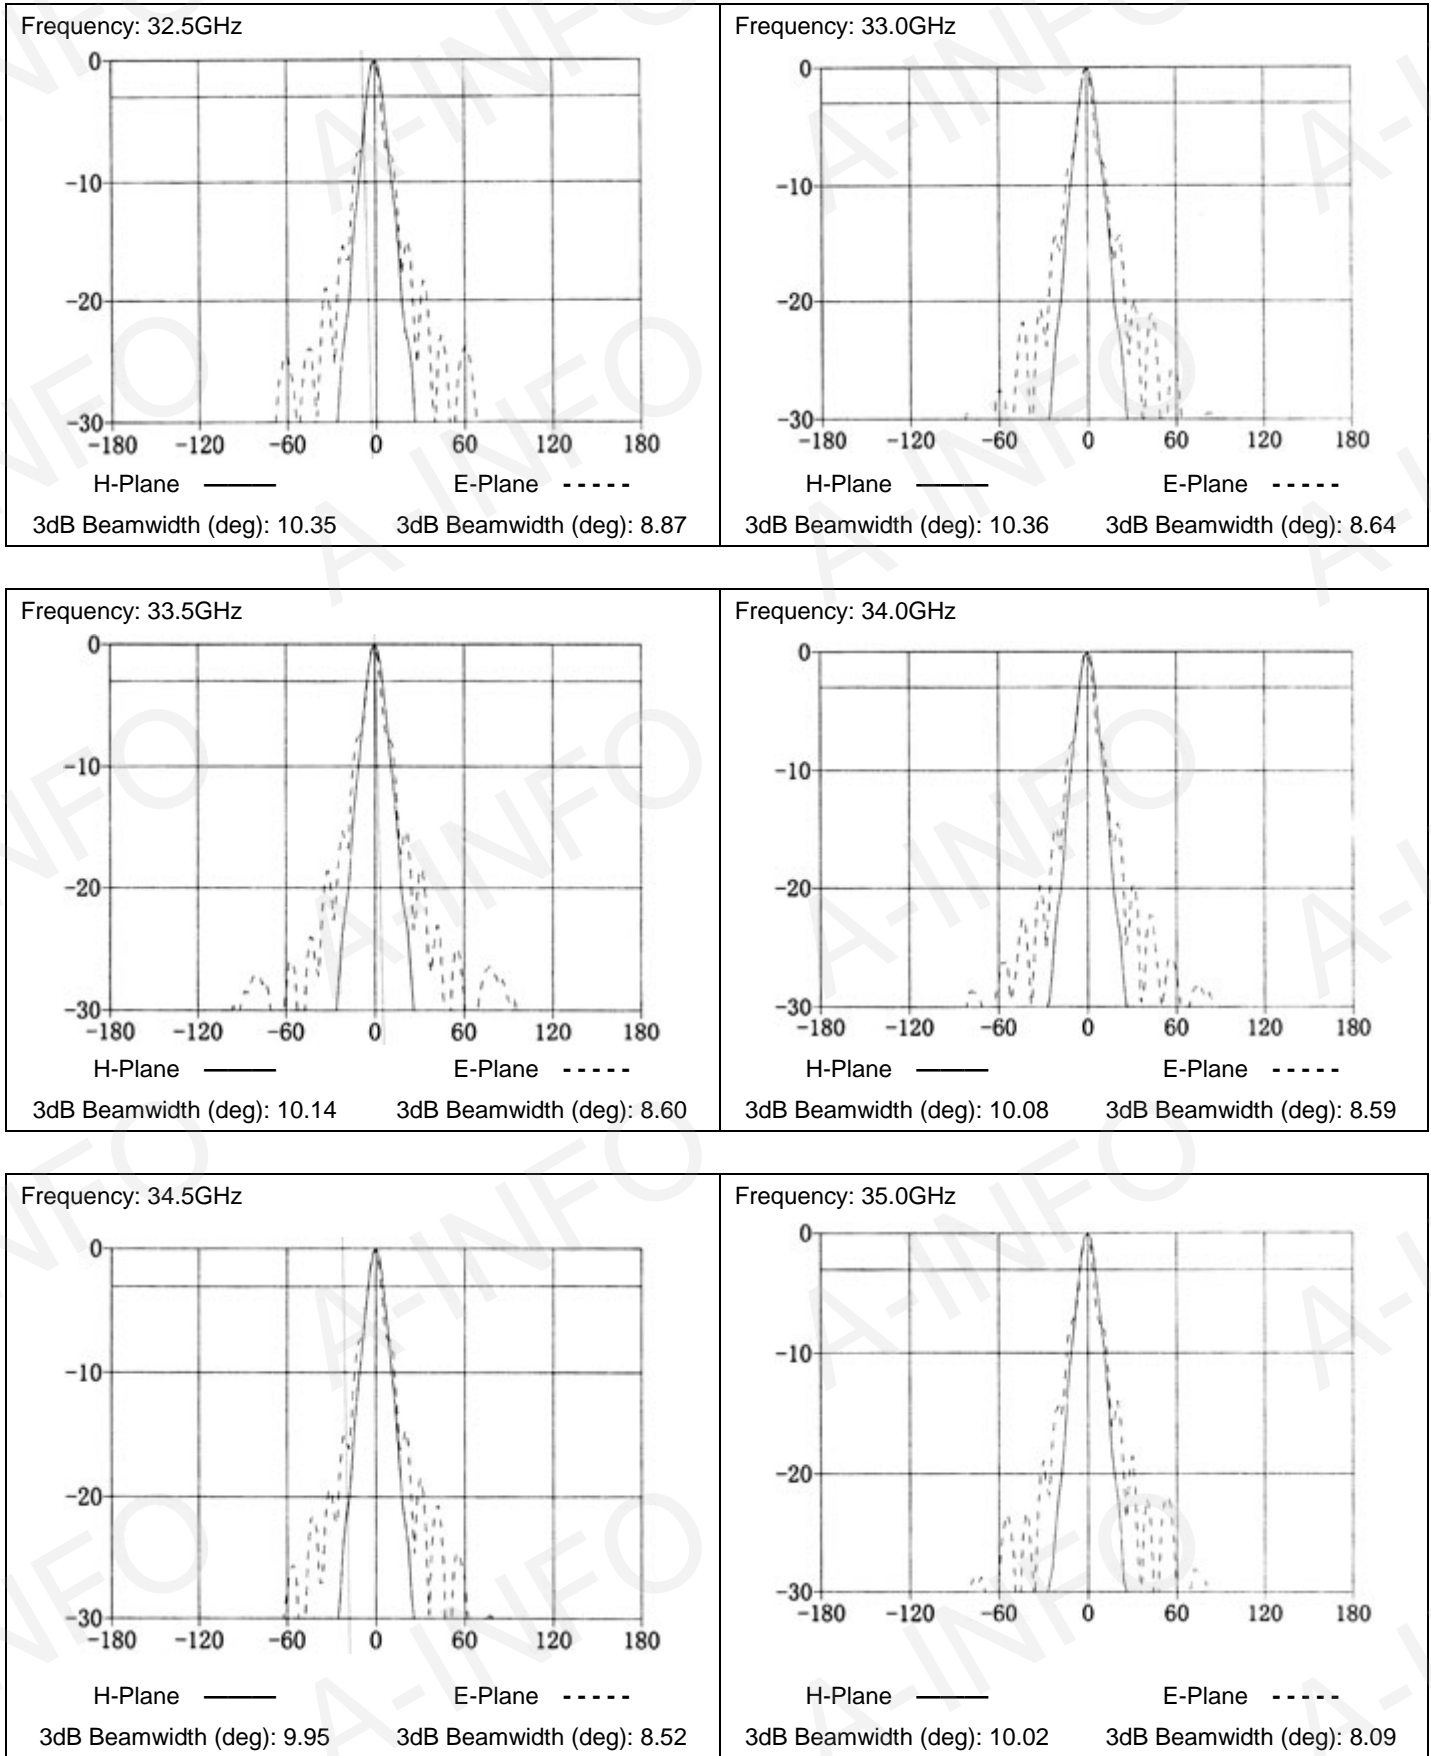 Frequency: 32.5GHz
0
-10
-20
-30
-180 -120 -60 0 60 120 180
H-Plane E-Plane
3dB Beamwidth (deg): 10.35 3dB Beamwidth (deg): 8.87
Frequency: 33.0GHz
0
-10
-20
-30
-180 -120 -60 0 60 120 180
H-Plane E-Plane
3dB Beamwidth (deg): 10.36 3dB Beamwidth (deg): 8.64
Frequency: 33.5GHz
0
-10
-20
-30
-180 -120 -60 0 60 120 180
H-Plane E-Plane
3dB Beamwidth (deg): 10.14 3dB Beamwidth (deg): 8.60
Frequency: 34.0GHz
0
-10
-20
-30
-180 -120 -60 0 60 120 180
H-Plane E-Plane
3dB Beamwidth (deg): 10.08 3dB Beamwidth (deg): 8.59
Frequency: 34.5GHz
0
-10
-20
-30
-180 -120 -60 0 60 120 180
H-Plane E-Plane
3dB Beamwidth (deg): 9.95 3dB Beamwidth (deg): 8.52
Frequency: 35.0GHz
0
-10
-20
-30
-180 -120 -60 0 60 120 180
H-Plane E-Plane
3dB Beamwidth (deg): 10.02 3dB Beamwidth (deg): 8.09
A-INFO